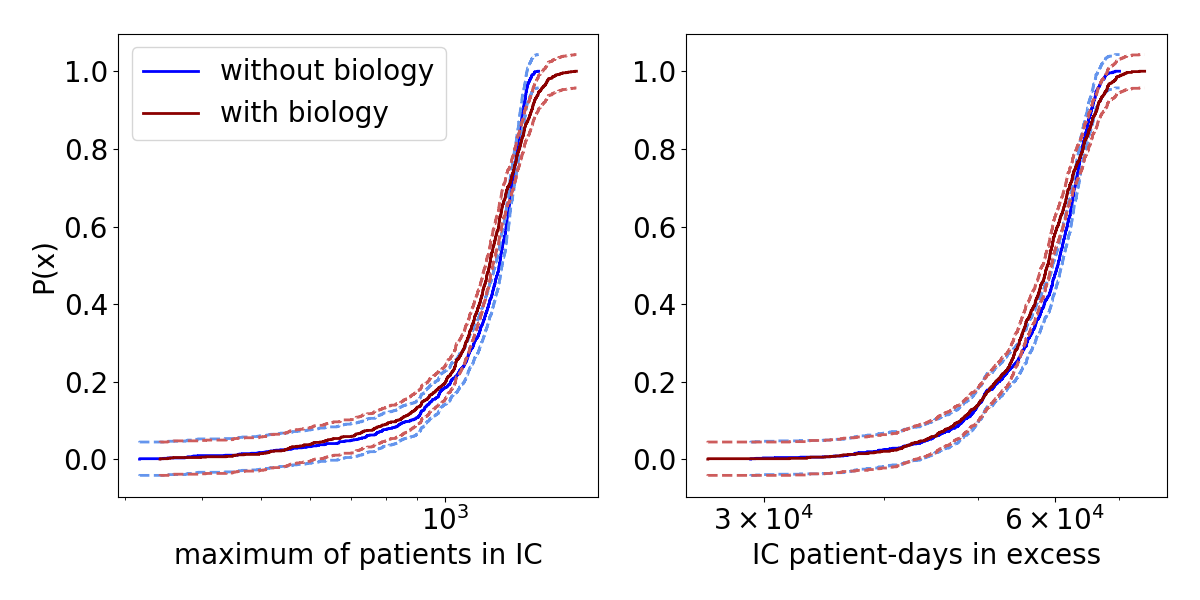 without biology
with biology
P(x)
1.0
0.8
0.6
0.4
0.2
0.0
10³
maximum of patients in IC
1.0
0.8
0.6
0.4
0.2
0.0
3 × 10⁴
6 × 10⁴
IC patient-days in excess